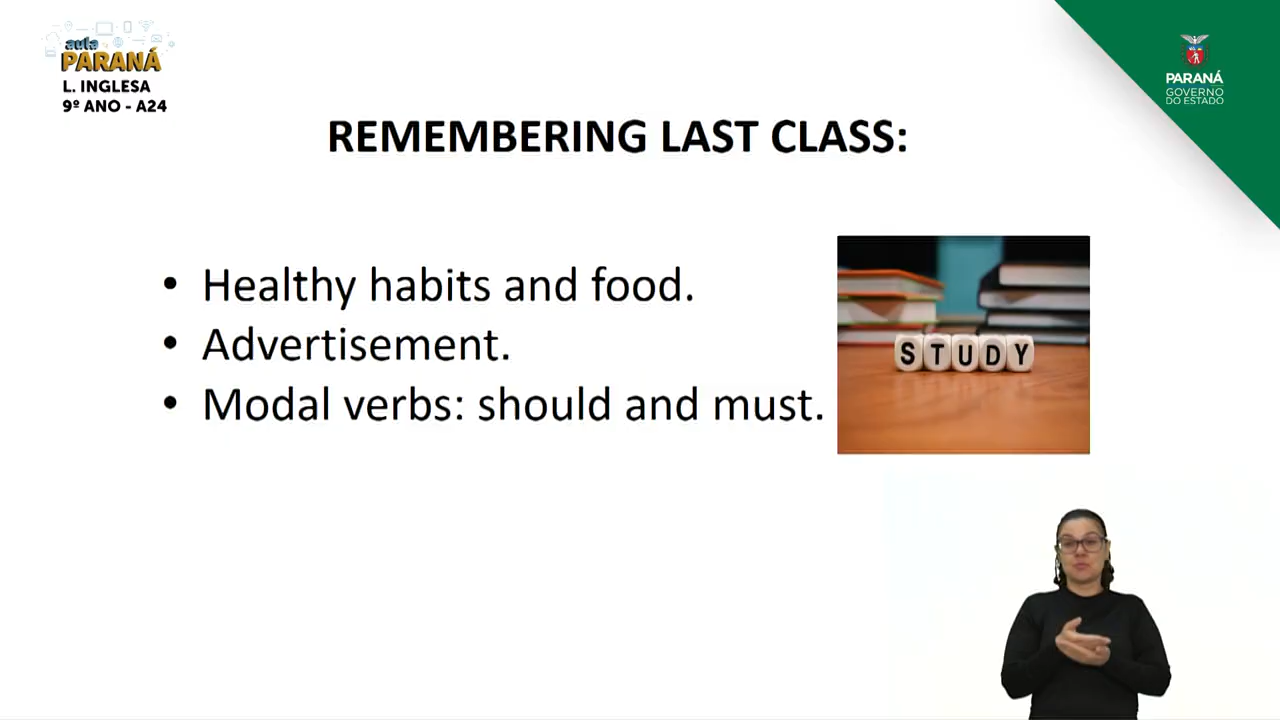 aula
PARANÁ
L. INGLESA
9º ANO - A24
PARANÁ
GOVERNO
DO ESTADO
REMEMBERING LAST CLASS:
• Healthy habits and food.
• Advertisement.
• Modal verbs: should and must.
STUDY